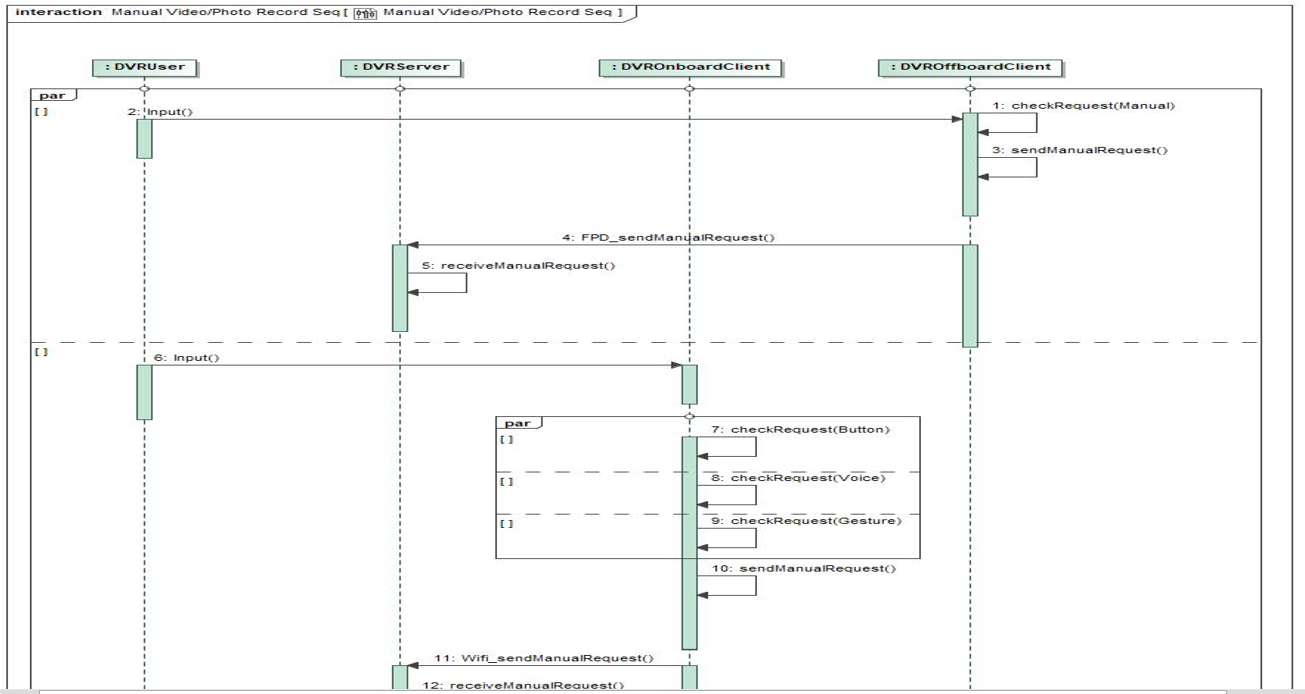 interaction Manual Video/Photo Record Seq [ Manual Video/Photo Record Seq ]
: DVRUser
: DVRServer
: DVROnboardClient
: DVROffboardClient
par
[ ]
2: Input()
1: checkRequest(Manual)
3: sendManualRequest()
4: FPD_sendManualRequest()
5: receiveManualRequest()
[ ]
6: Input()
par
[ ]
7: checkRequest(Button)
[ ]
8: checkRequest(Voice)
[ ]
9: checkRequest(Gesture)
10: sendManualRequest()
11: Wifi_sendManualRequest()
12: receiveManualRequest()